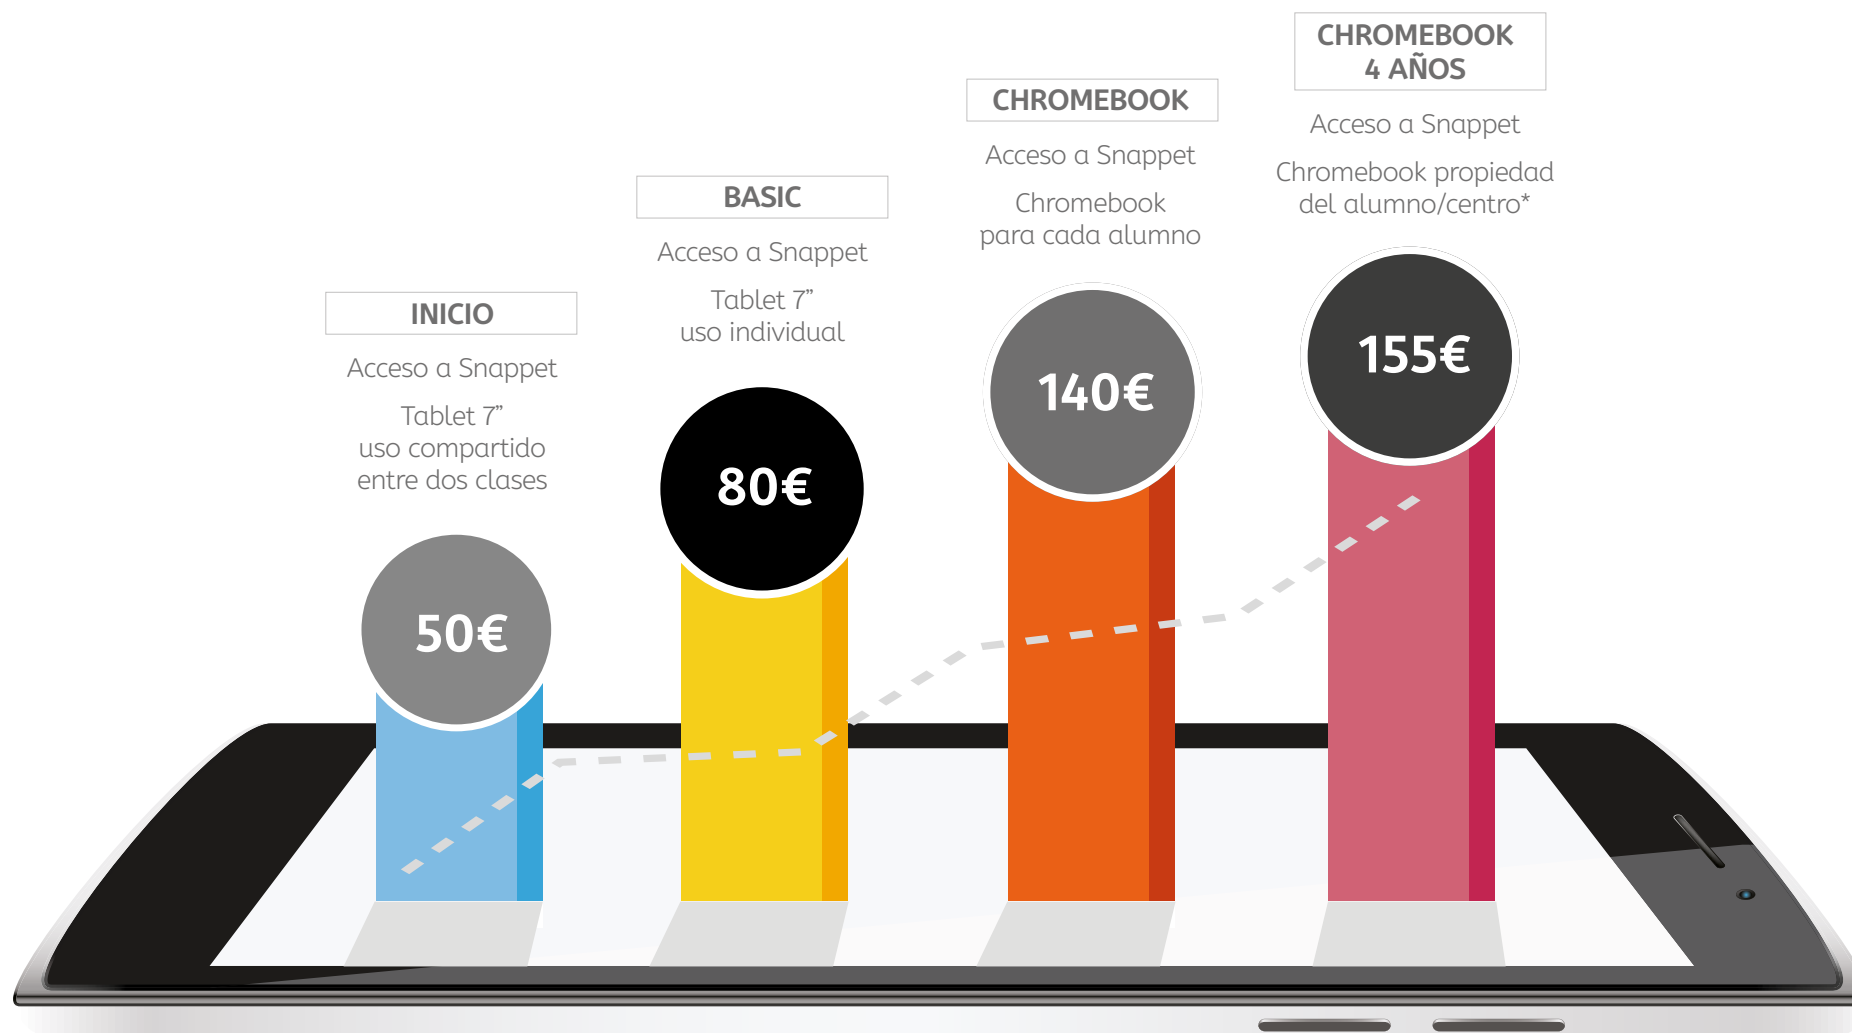 INICIO
Acceso a Snappet
Tablet 7”
uso compartido
entre dos clases
50€
BASIC
Acceso a Snappet
Tablet 7”
uso individual
80€
CHROMEBOOK
Acceso a Snappet
Chromebook
para cada alumno
140€
CHROMEBOOK
4 AÑOS
Acceso a Snappet
Chromebook propiedad
del alumno/centro*
155€